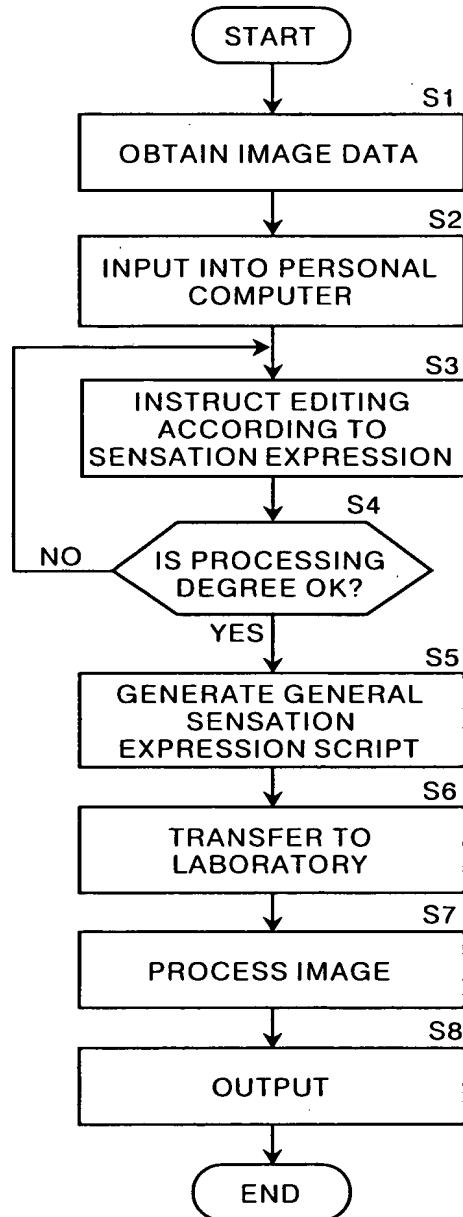 START
S1
OBTAIN IMAGE DATA
S2
INPUT INTO PERSONAL
COMPUTER
S3
INSTRUCT EDITING
ACCORDING TO
SENSATION EXPRESSION
S4
IS PROCESSING
DEGREE OK?
NO
YES
S5
GENERATE GENERAL
SENSATION
EXPRESSION SCRIPT
S6
TRANSFER TO
LABORATORY
S7
PROCESS IMAGE
S8
OUTPUT
END